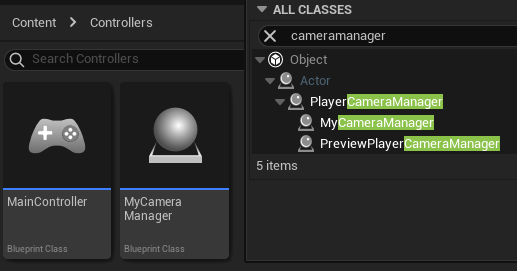 Content
Controllers
Search Controllers
MainController
Blueprint Class
MyCamera
Manager
Blueprint Class
ALL CLASSES
cameramanager
Object
Actor
PlayerCameraManager
MyCameraManager
PreviewPlayerCameraManager
5 items